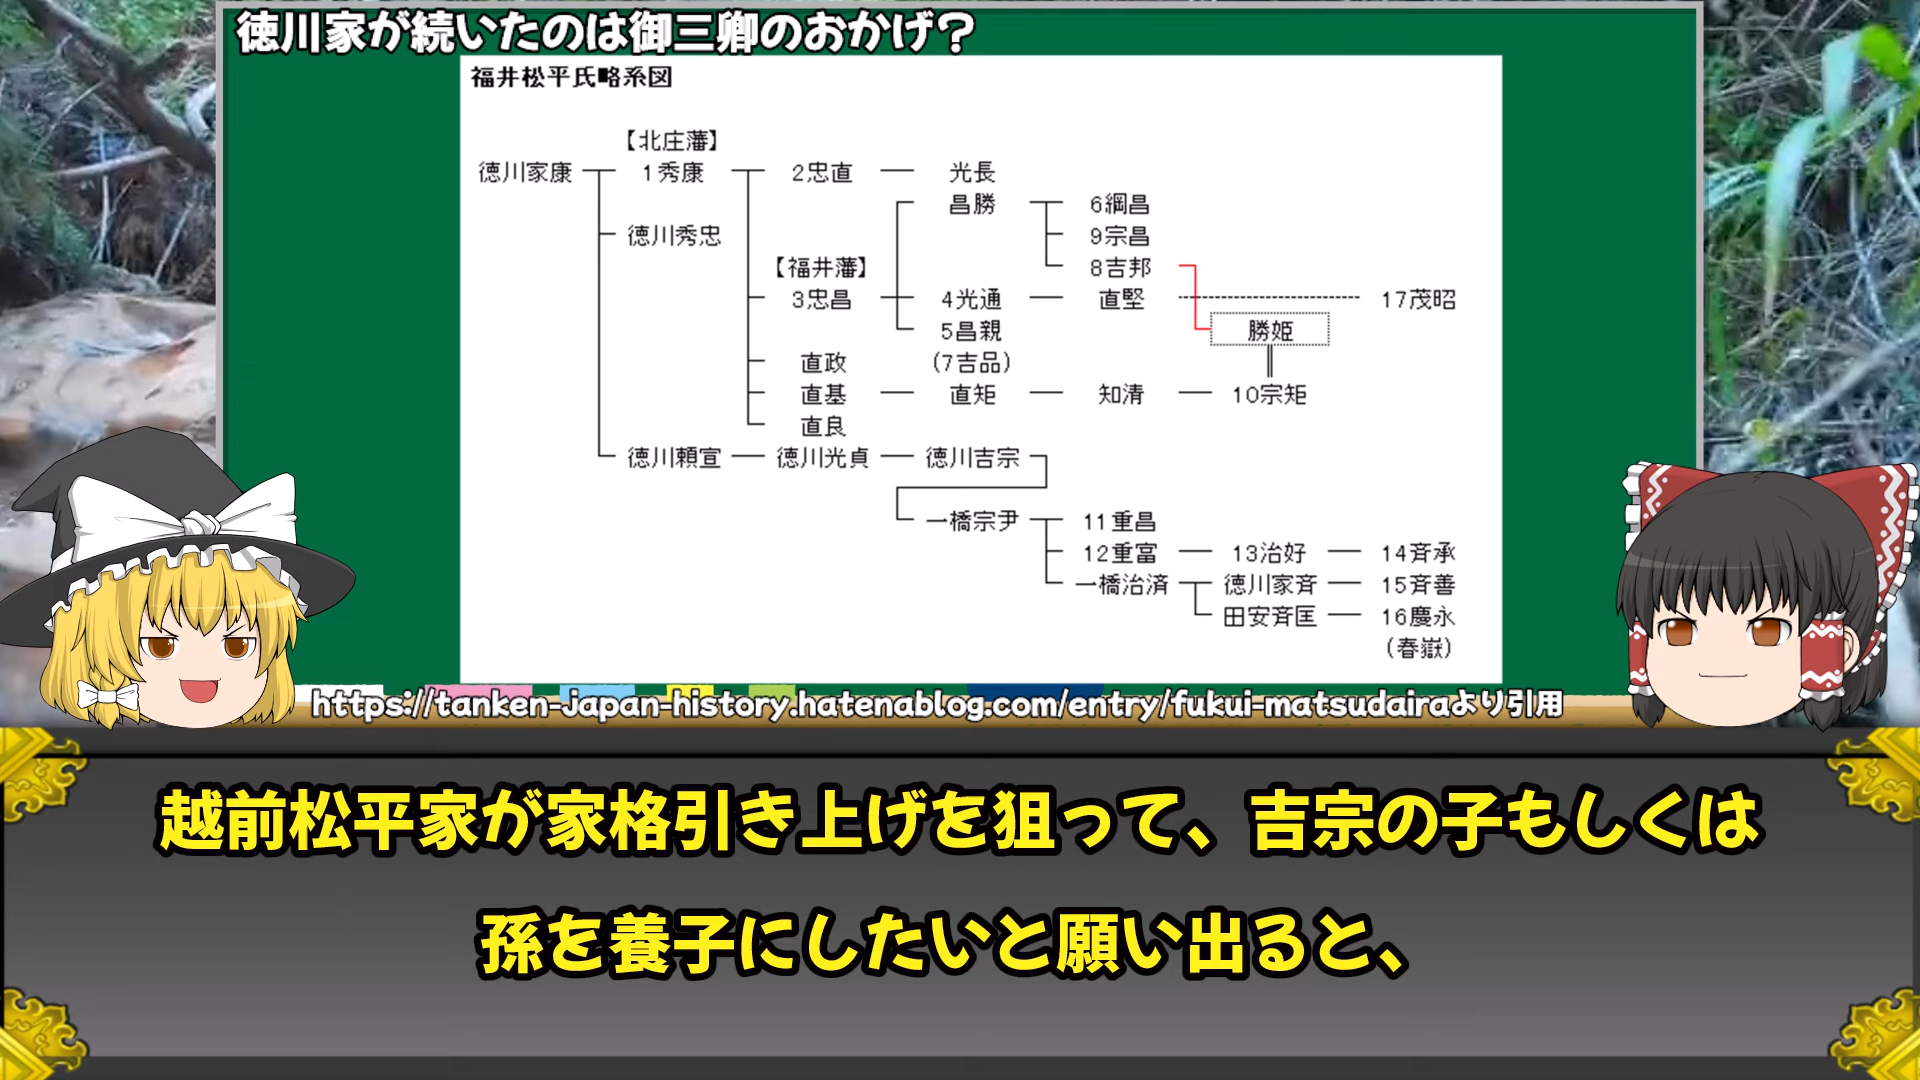 徳川家が続いたのは御三卿のおかげ？
福井松平氏略系図
【北庄藩】
徳川家康 1秀康 2忠直 光長
昌勝 6綱昌
徳川秀忠 9宗昌
【福井藩】 8吉邦
3忠昌 4光通 直堅 17茂昭
5昌親 勝姫
直政 (7吉品)
直基 直矩 知清 10宗矩
直良
徳川頼宣 徳川光貞 徳川吉宗
一橋宗尹 11重昌
12重富 13治好 14斉承
一橋治済 徳川家斉 15斉善
田安斉匡 16慶永
(春嶽)
https://tanken-japan-history.hatenablog.com/entry/fukui-matsudairaより引用
越前松平家が家格引き上げを狙って、吉宗の子もしくは
孫を養子にしたいと願い出ると、